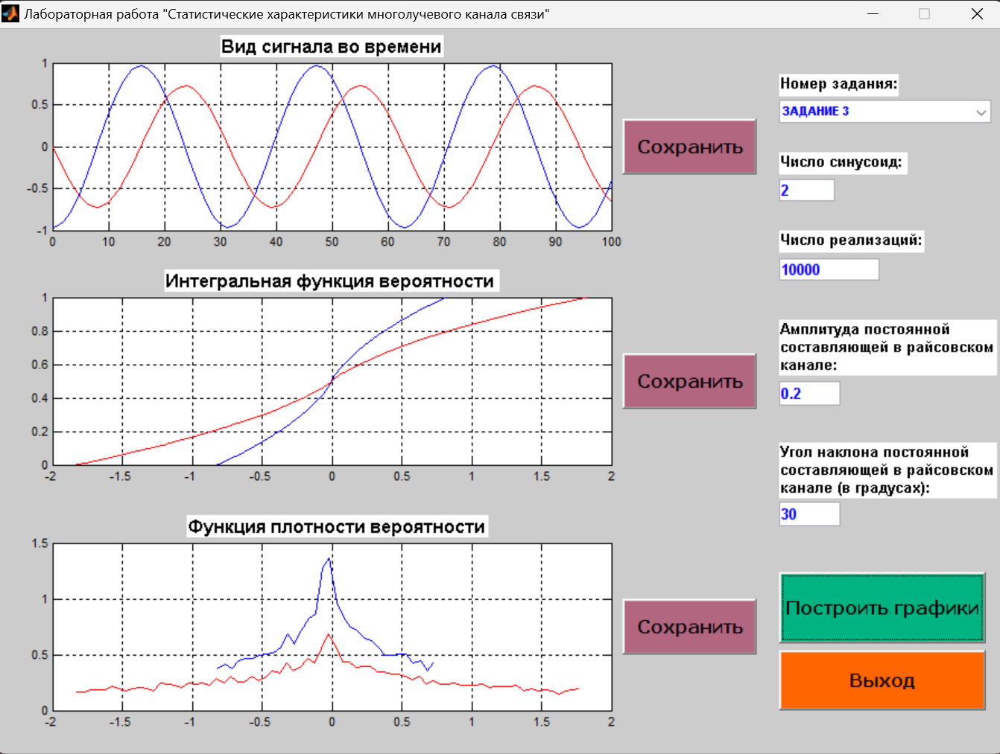 Лабораторная работа "Статистические характеристики многолучевого канала связи"
Вид сигнала во времени
1
0.5
0
-0.5
-1
0 10 20 30 40 50 60 70 80 90 100
Сохранить
Интегральная функция вероятности
1
0.8
0.6
0.4
0.2
0
-2 -1.5 -1 -0.5 0 0.5 1 1.5 2
Сохранить
Функция плотности вероятности
1.5
1
0.5
0
-2 -1.5 -1 -0.5 0 0.5 1 1.5 2
Сохранить
Номер задания:
ЗАДАНИЕ 3
Число синусоид:
2
Число реализаций:
10000
Амплитуда постоянной
составляющей в райсовском
канале:
0.2
Угол наклона постоянной
составляющей в райсовском
канале (в градусах):
30
Построить графики
Выход